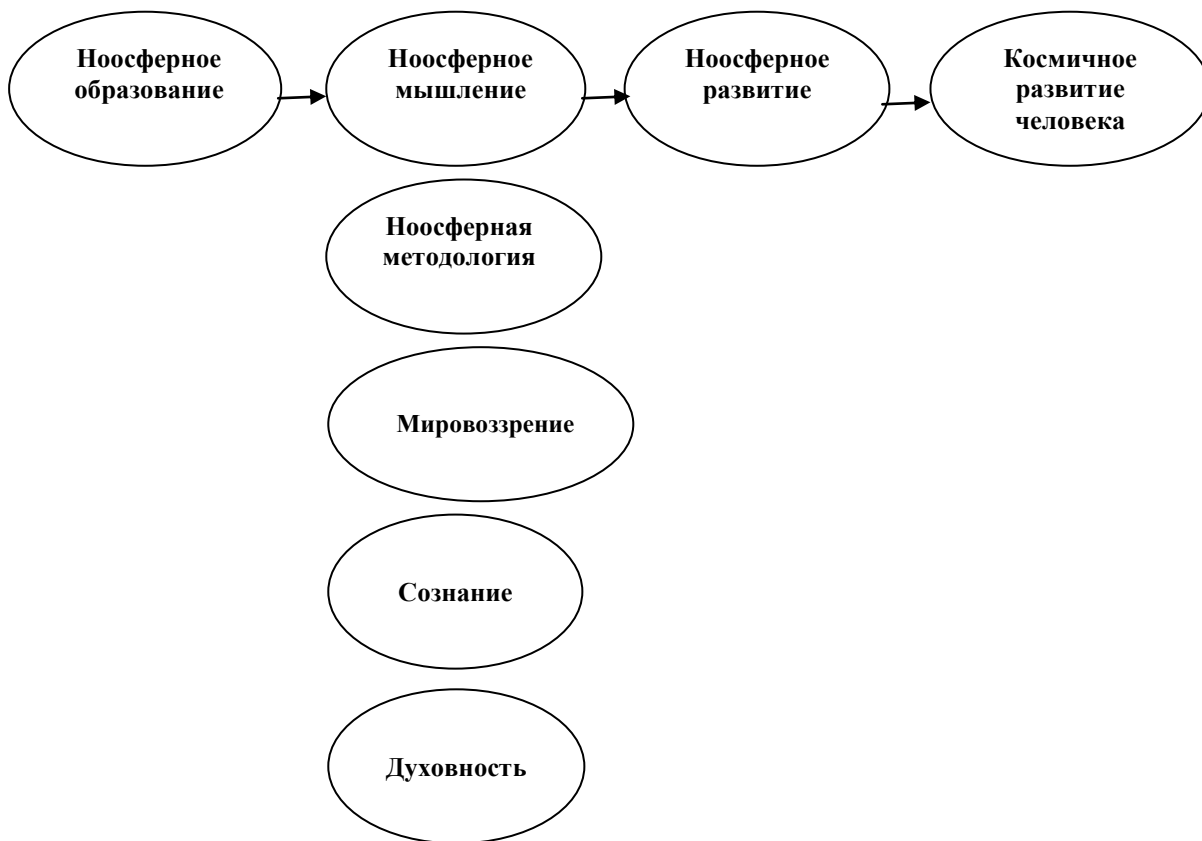 Ноосферное
образование
Ноосферное
мышление
Ноосферное
развитие
Космичное
развитие
человека
Ноосферная
методология
Мировоззрение
Сознание
Духовность